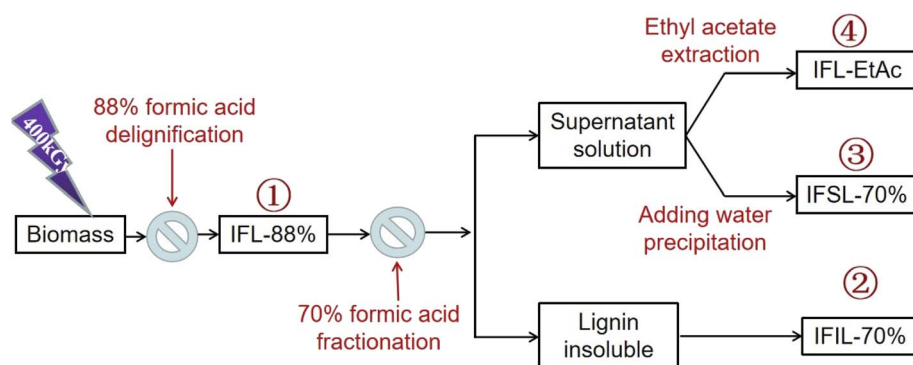 400kGy
88% formic acid
delignification
Biomass
①
IFL-88%
70% formic acid
fractionation
Supernatant
solution
Lignin
insoluble
Ethyl acetate
extraction
Adding water
precipitation
④
IFL-EtAc
③
IFSL-70%
②
IFIL-70%